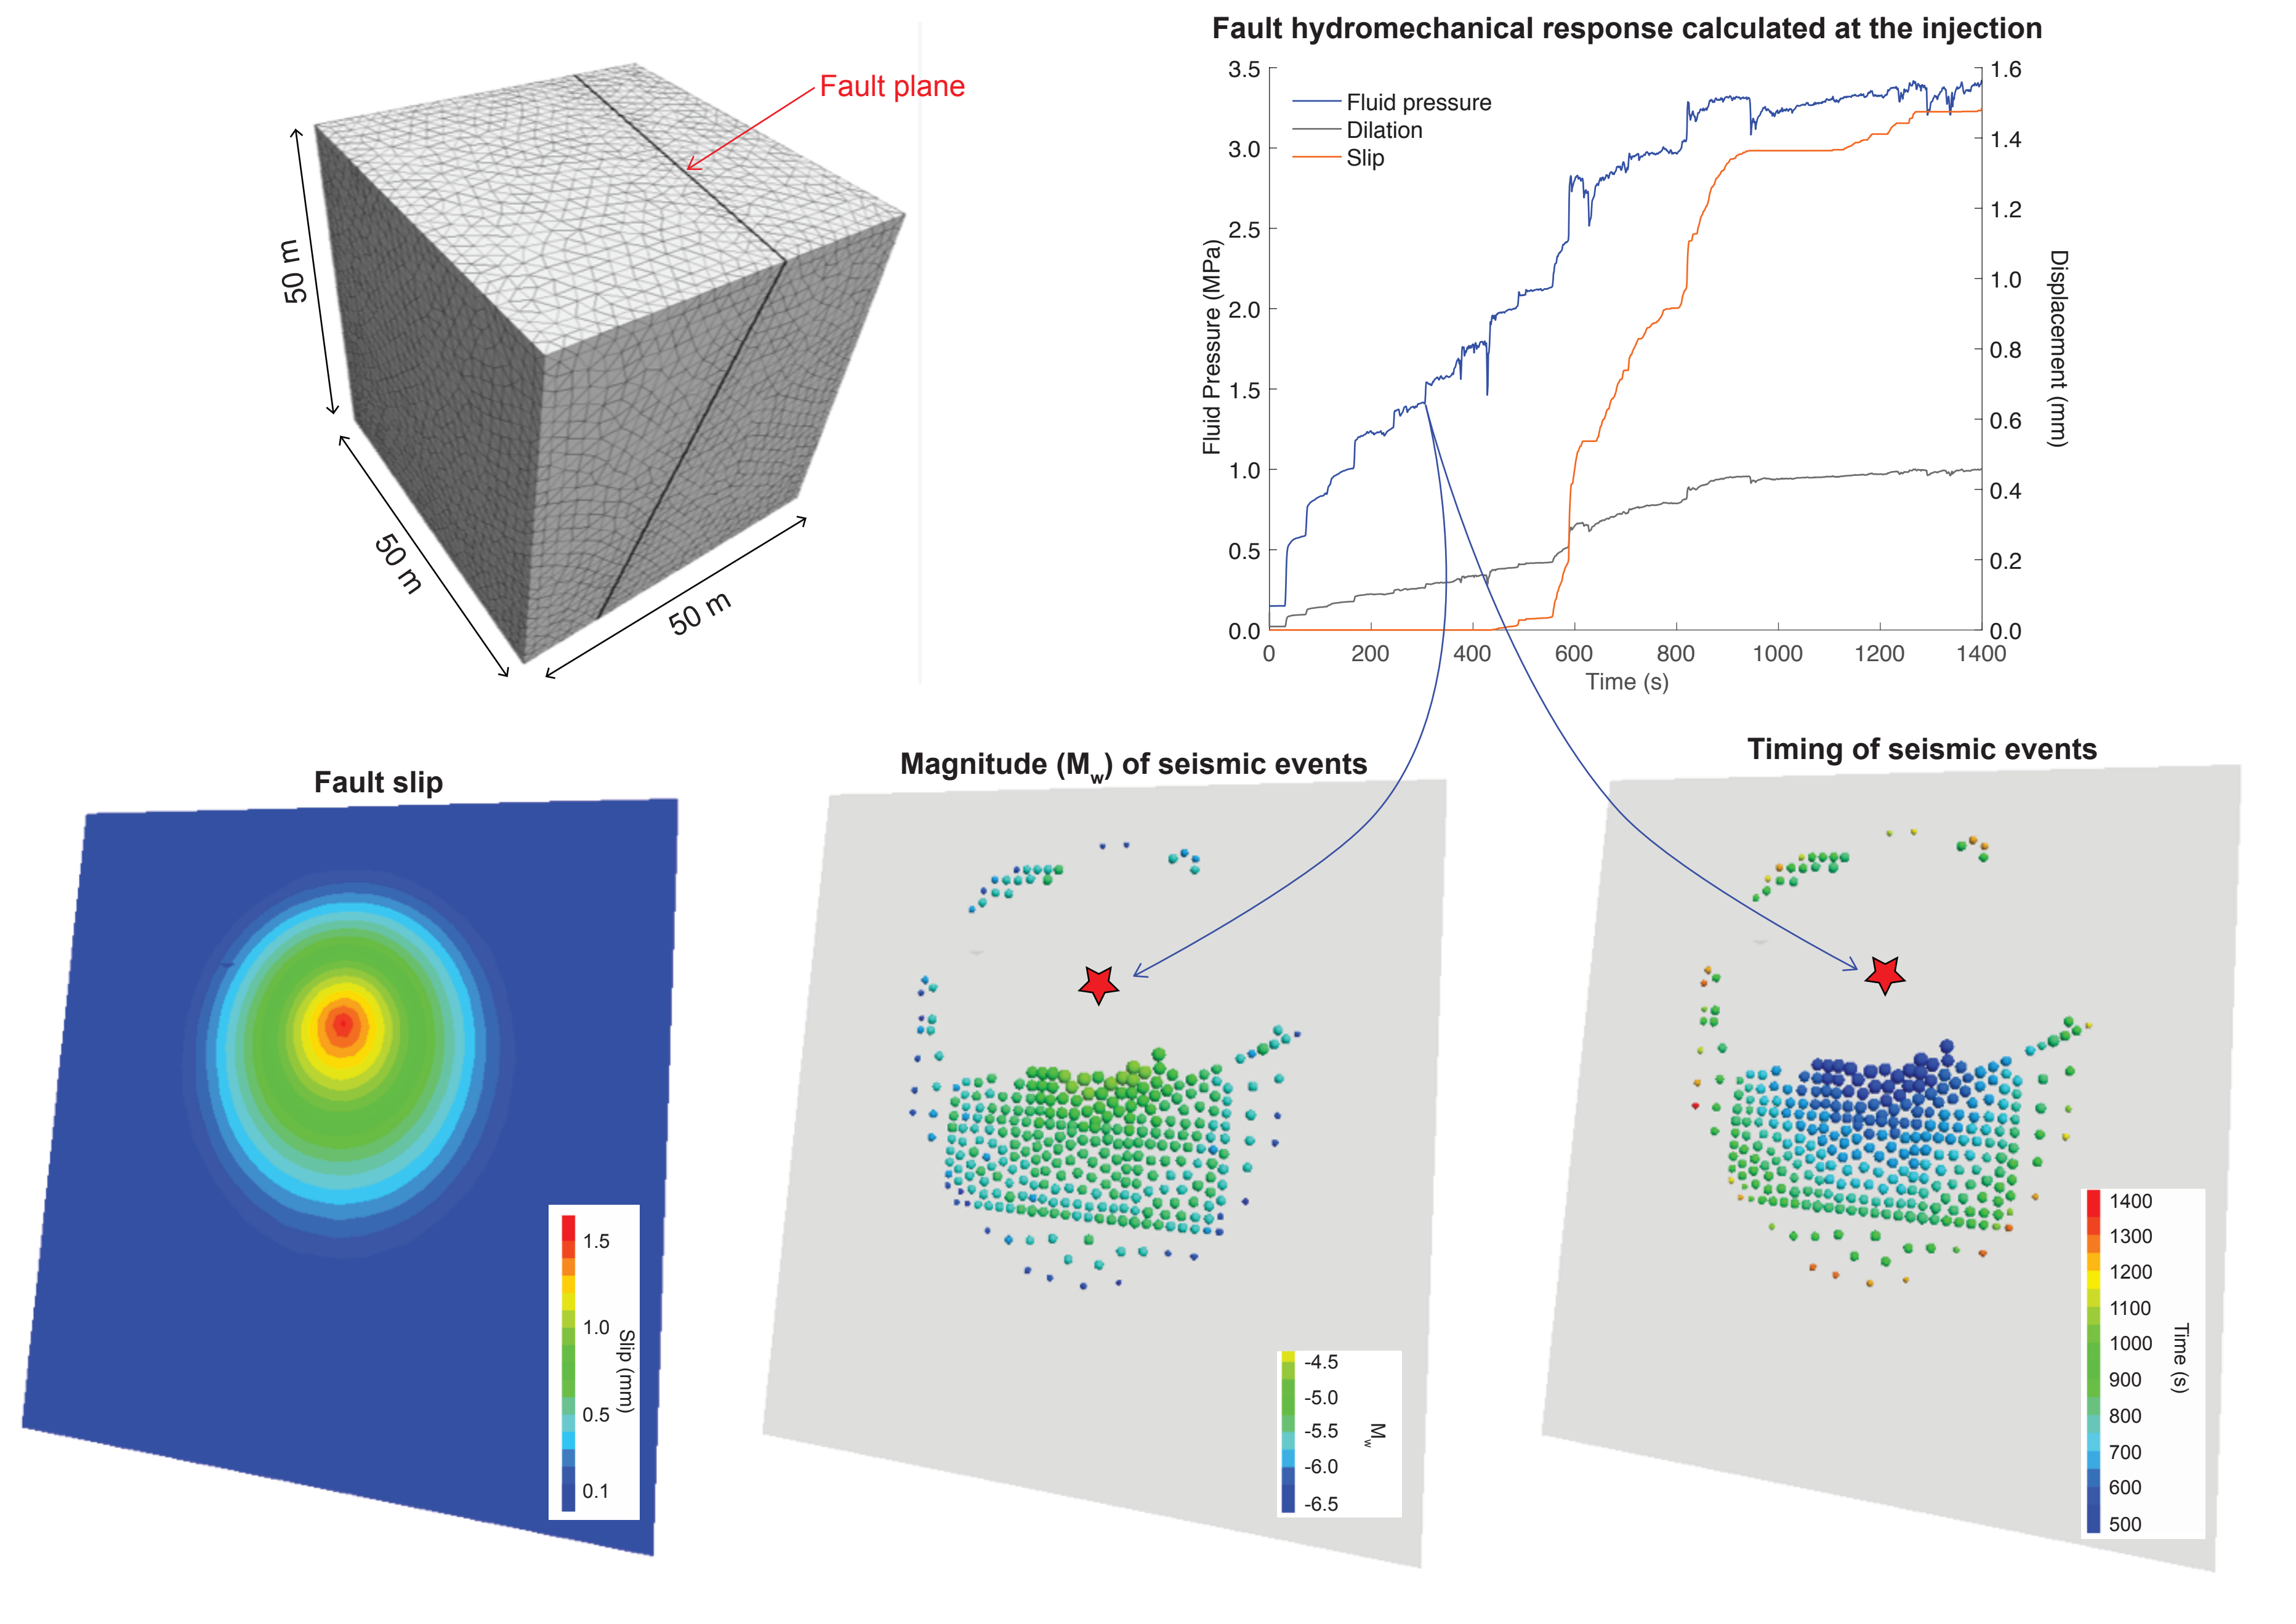 Fault hydromechanical response calculated at the injection
Fault plane
50 m
50 m
50 m
3.5
3.0
2.5
2.0
1.5
1.0
0.5
0.0
Fluid Pressure (MPa)
Fluid pressure
Dilation
Slip
1.6
1.4
1.2
1.0
0.8
0.6
0.4
0.2
0.0
Displacement (mm)
0 200 400 600 800 1000 1200 1400
Time (s)
Fault slip
1.5
1.0
0.5
0.1
Slip (mm)
Magnitude (Mw) of seismic events
-4.5
-5.0
-5.5
-6.0
-6.5
Mw
Timing of seismic events
1400
1300
1200
1100
1000
900
800
700
600
500
Time (s)